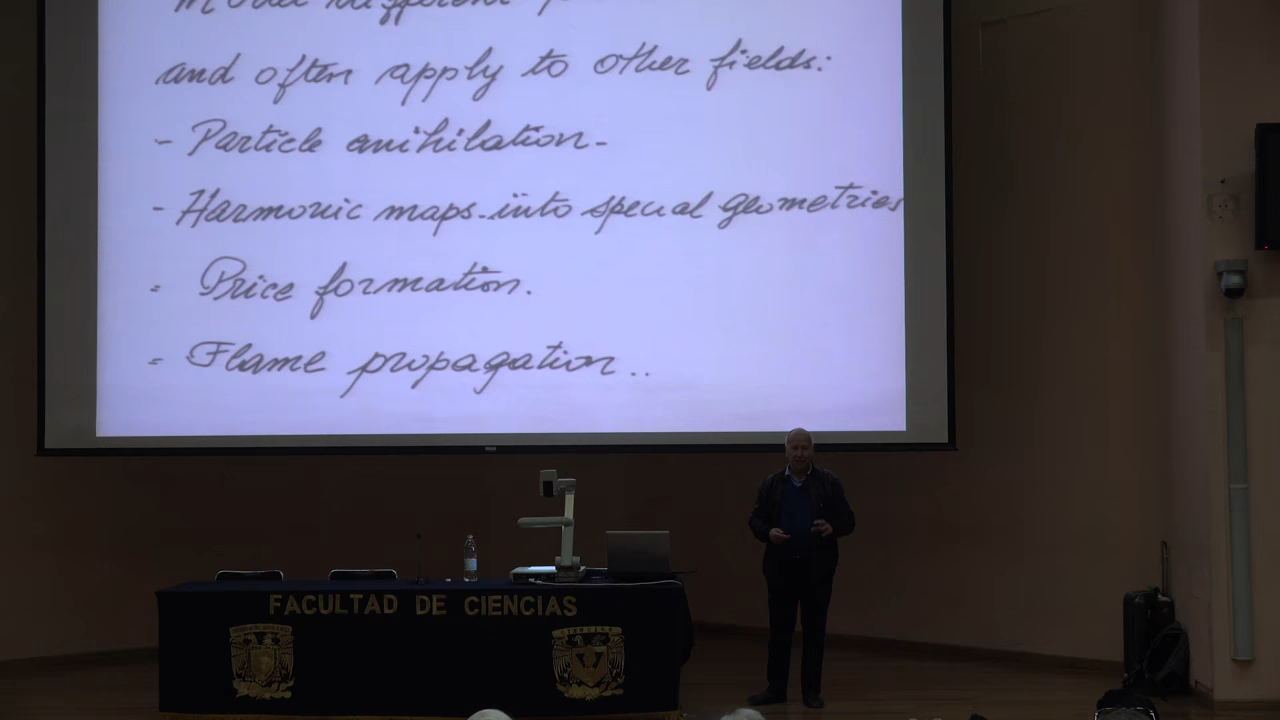 and often apply to other fields:
- Particle anihilation -
- Harmonic maps into special geometries
= Price formation.
= Flame propagation ..
FACULTAD DE CIENCIAS